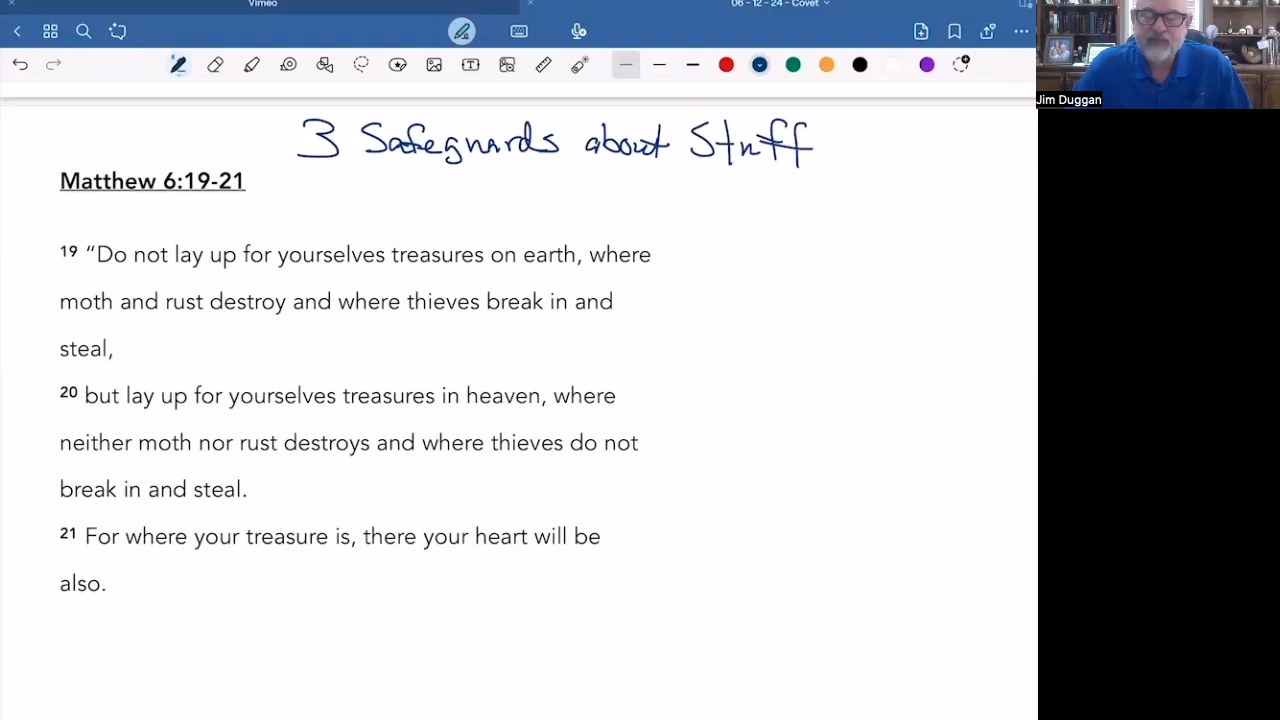 Vimeo
06 - 12 - 24 - Covet
Jim Duggan
3 Safeguards about Stuff
Matthew 6:19-21
19 “Do not lay up for yourselves treasures on earth, where
moth and rust destroy and where thieves break in and
steal,
20 but lay up for yourselves treasures in heaven, where
neither moth nor rust destroys and where thieves do not
break in and steal.
21 For where your treasure is, there your heart will be
also.